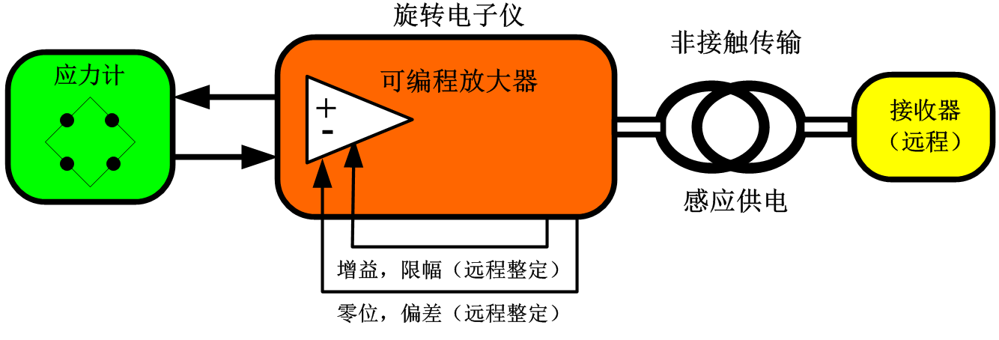 旋转电子仪
非接触传输
应力计
可编程放大器
+
-
接收器
（远程）
感应供电
增益，限幅（远程整定）
零位，偏差（远程整定）